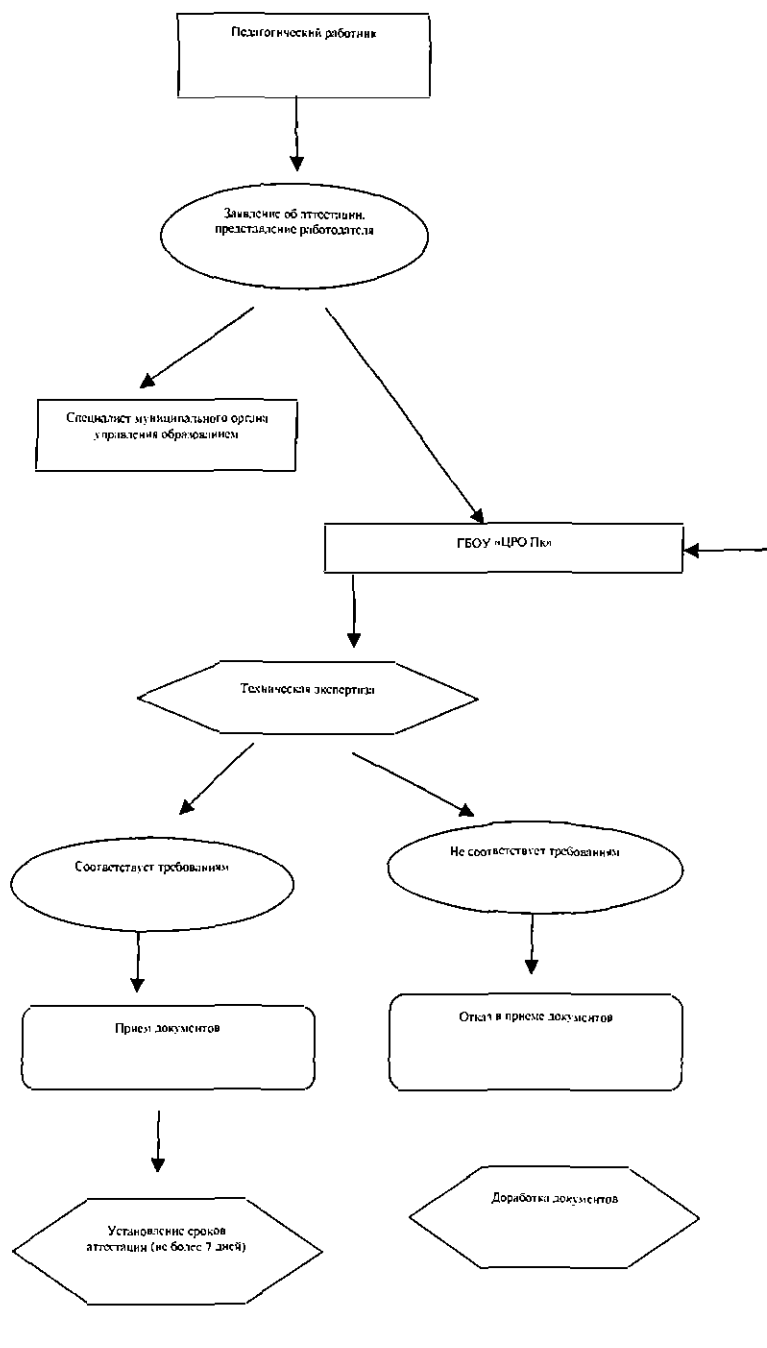 Педагогический работник
Заявление об аттестации,
представление работодателя
Специалист муниципального органа
управления образованием
ГБОУ «ЦРО Пк»
Техническая экспертиза
Соответствует требованиям
Не соответствует требованиям
Прием документов
Отказ в приеме документов
Доработка документов
Установление сроков
аттестация (не более 7 дней)